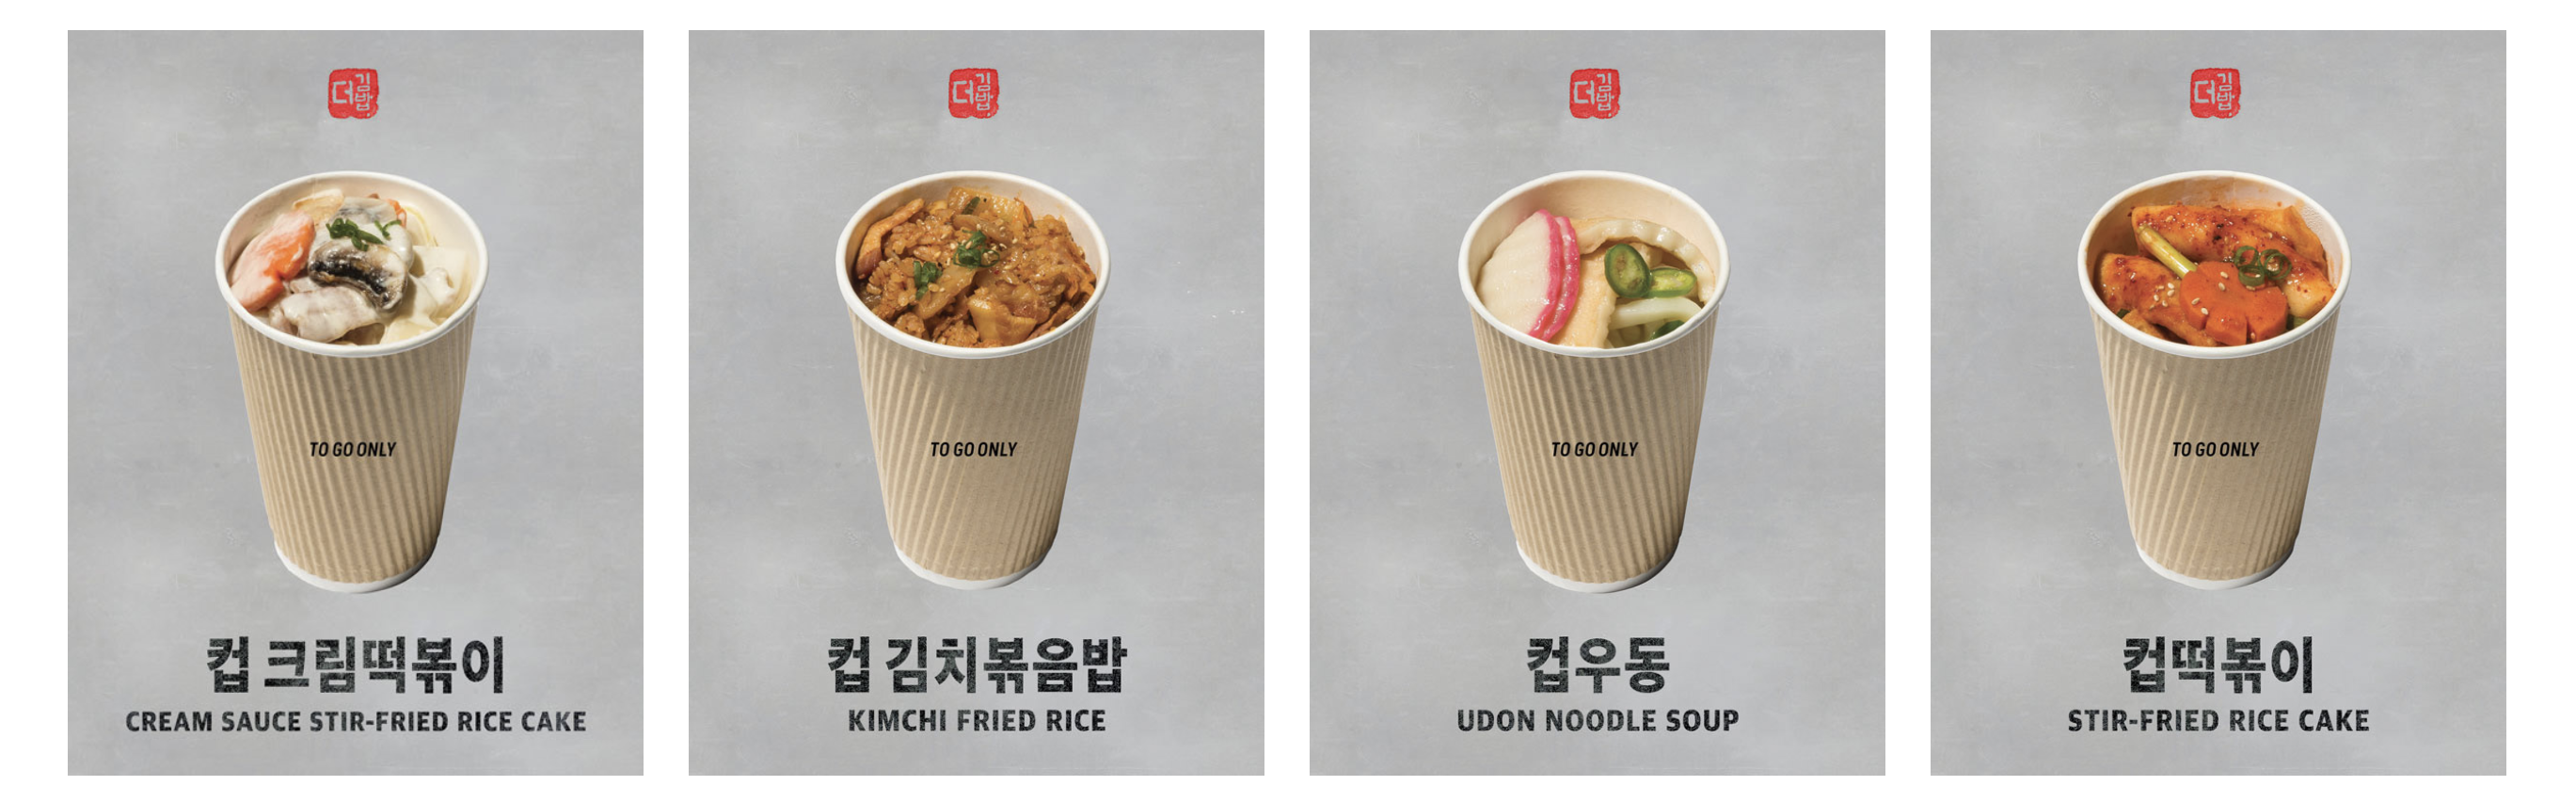 더김밥
TO GO ONLY
컵 크림떡볶이
CREAM SAUCE STIR-FRIED RICE CAKE
더김밥
TO GO ONLY
컵 김치볶음밥
KIMCHI FRIED RICE
더김밥
TO GO ONLY
컵우동
UDON NOODLE SOUP
더김밥
TO GO ONLY
컵떡볶이
STIR-FRIED RICE CAKE